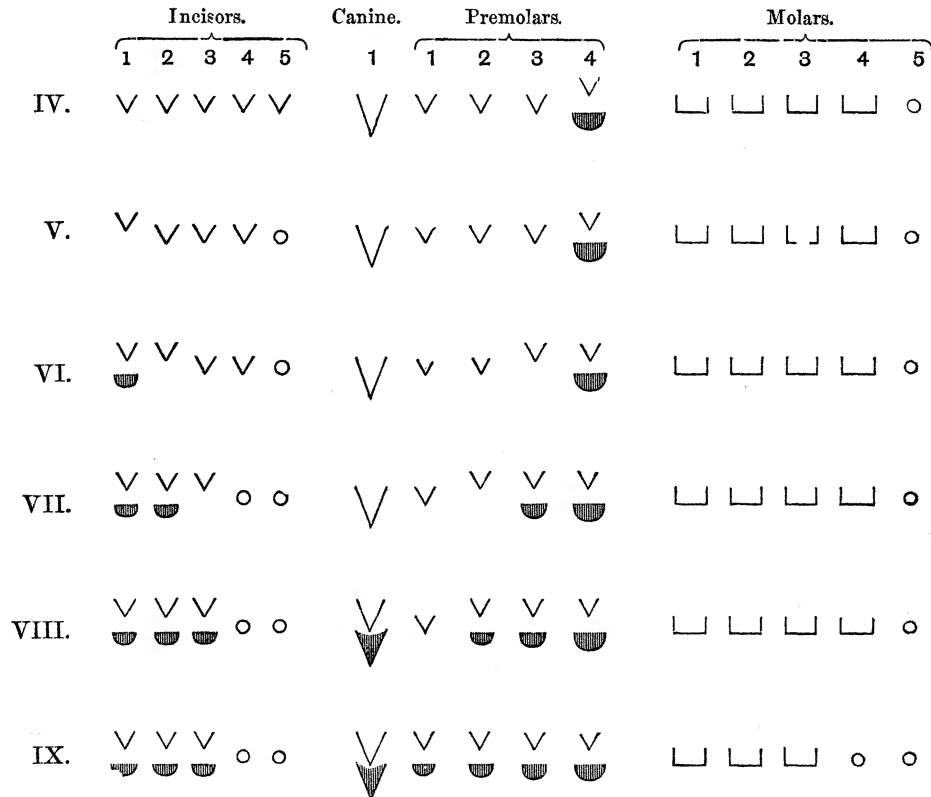 Incisors. Canine. Premolars. Molars.
1 2 3 5 1 1 2 3 4 1 2 3 4 5
IV.
V.
VI.
VII.
VIII.
IX.